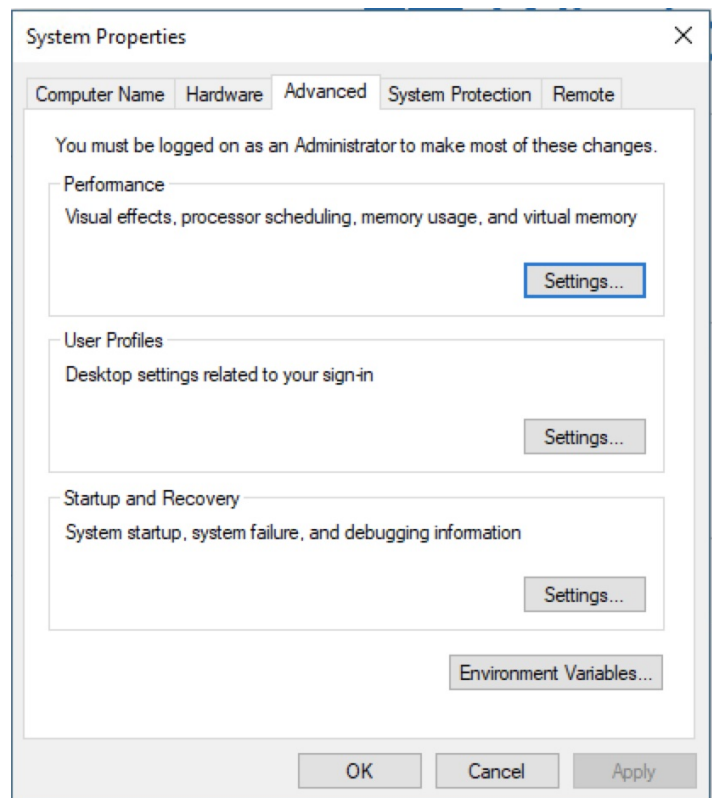 System Properties
Computer Name Hardware Advanced System Protection Remote
You must be logged on as an Administrator to make most of these changes.
Performance
Visual effects, processor scheduling, memory usage, and virtual memory
Settings...
User Profiles
Desktop settings related to your sign-in
Settings...
Startup and Recovery
System startup, system failure, and debugging information
Settings...
Environment Variables...
OK Cancel Apply